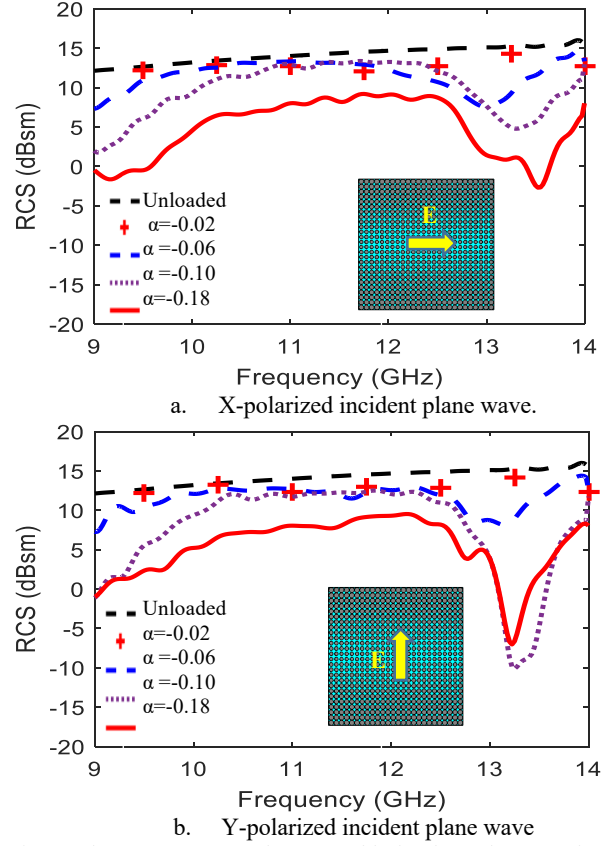 20
15
10
5
0
-5
-10
-15
-20
RCS (dBsm)
Unloaded
α=-0.02
α =-0.06
α =-0.10
α=-0.18
E
9 10 11 12 13 14
Frequency (GHz)
a. X-polarized incident plane wave.
20
15
10
5
0
-5
-10
-15
-20
RCS (dBsm)
Unloaded
α=-0.02
α =-0.06
α =-0.10
α=-0.18
E
9 10 11 12 13 14
Frequency (GHz)
b. Y-polarized incident plane wave